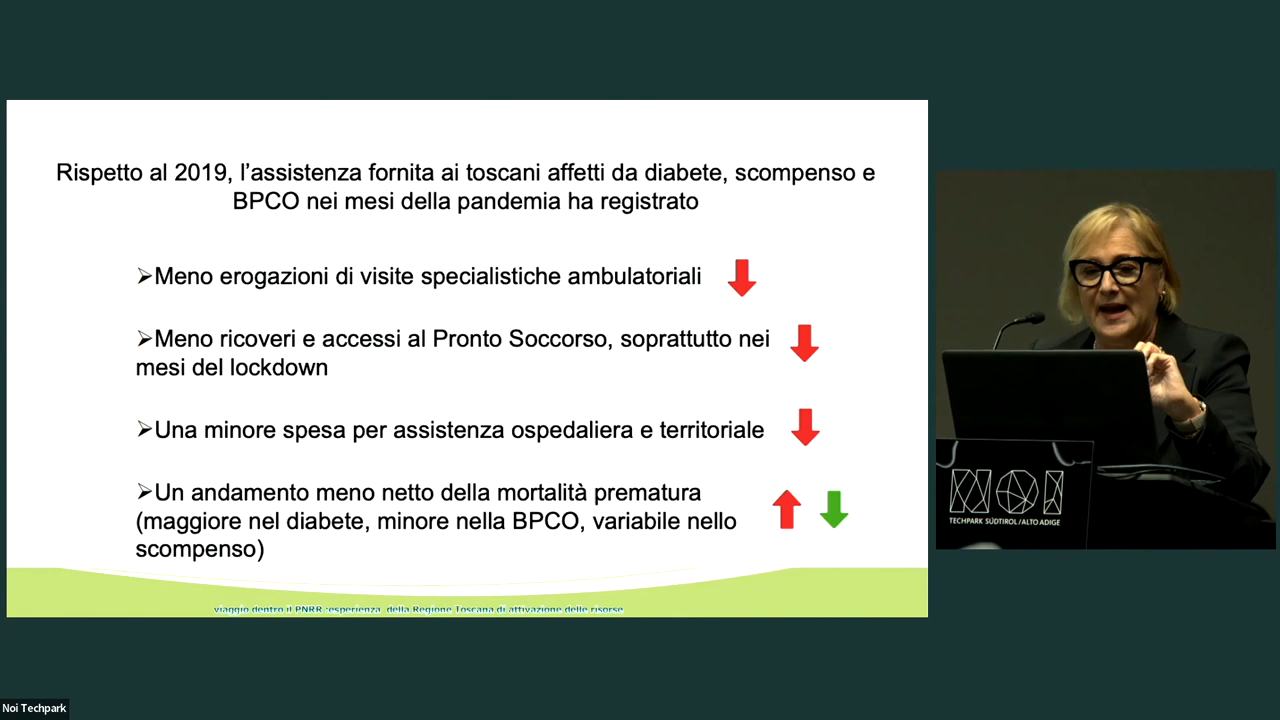 Rispetto al 2019, l’assistenza fornita ai toscani affetti da diabete, scompenso e
BPCO nei mesi della pandemia ha registrato
➢Meno erogazioni di visite specialistiche ambulatoriali
➢Meno ricoveri e accessi al Pronto Soccorso, soprattutto nei
mesi del lockdown
➢Una minore spesa per assistenza ospedaliera e territoriale
➢Un andamento meno netto della mortalità prematura
(maggiore nel diabete, minore nella BPCO, variabile nello
scompenso)
viaggio dentro il PNRR :esperienza della Regione Toscana di attivazione delle risorse
NOI
TECHPARK SÜDTIROL / ALTO ADIGE
Noi Techpark